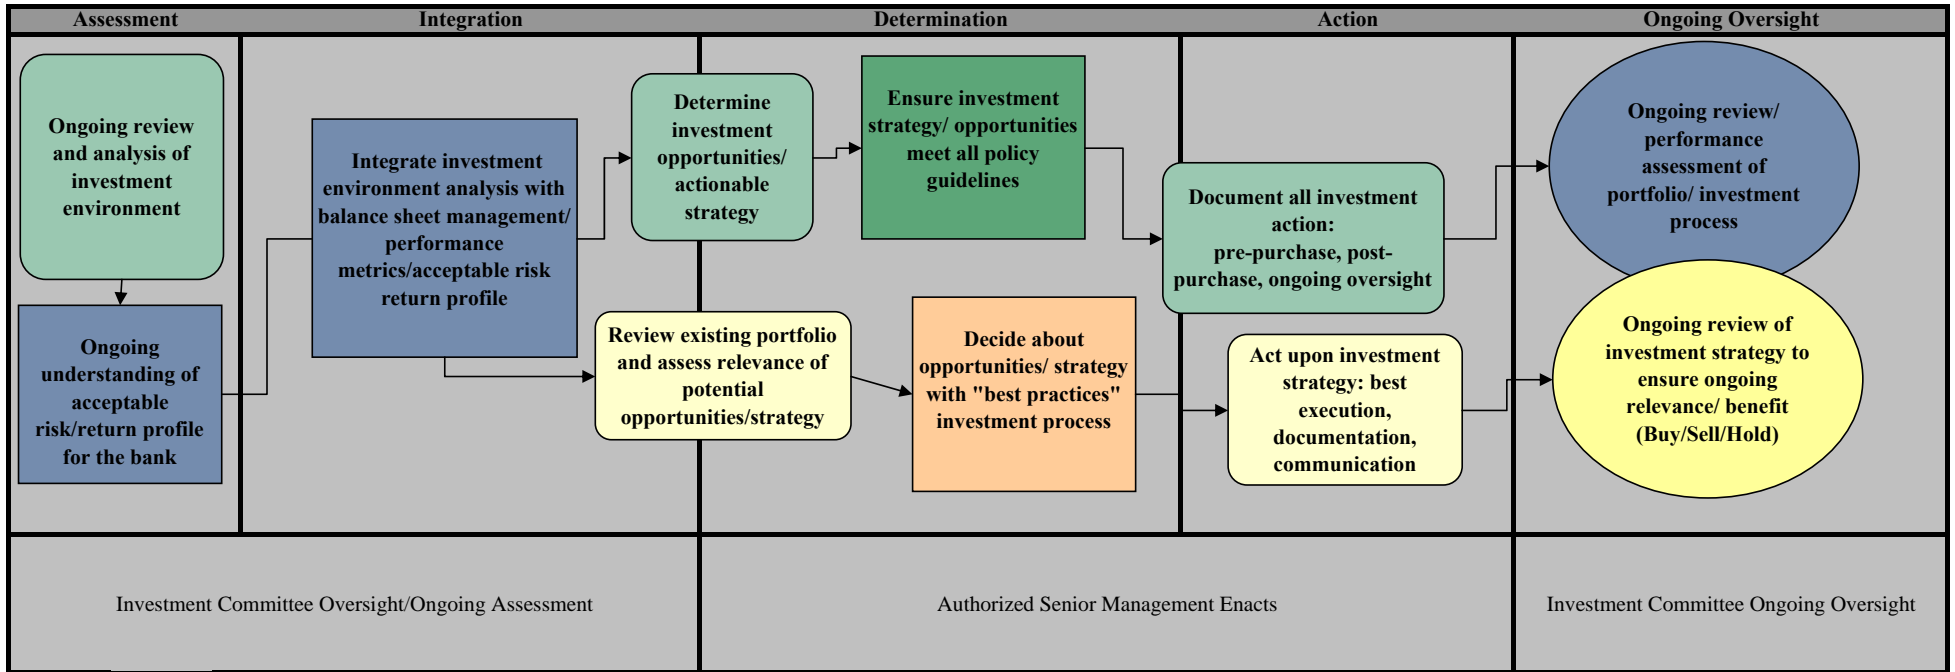 Assessment
Integration
Determination
Action
Ongoing Oversight
Ongoing review
and analysis of
investment
environment
Ongoing
understanding of
acceptable
risk/return profile
for the bank
Integrate investment
environment analysis with
balance sheet management/
performance
metrics/acceptable risk
return profile
Determine
investment
opportunities/
actionable
strategy
Review existing portfolio
and assess relevance of
potential
opportunities/strategy
Ensure investment
strategy/ opportunities
meet all policy
guidelines
Decide about
opportunities/ strategy
with "best practices"
investment process
Document all investment
action:
pre-purchase, post-
purchase, ongoing oversight
Act upon investment
strategy: best
execution,
documentation,
communication
Ongoing review/
performance
assessment of
portfolio/ investment
process
Ongoing review of
investment strategy to
ensure ongoing
relevance/ benefit
(Buy/Sell/Hold)
Investment Committee Oversight/Ongoing Assessment
Authorized Senior Management Enacts
Investment Committee Ongoing Oversight